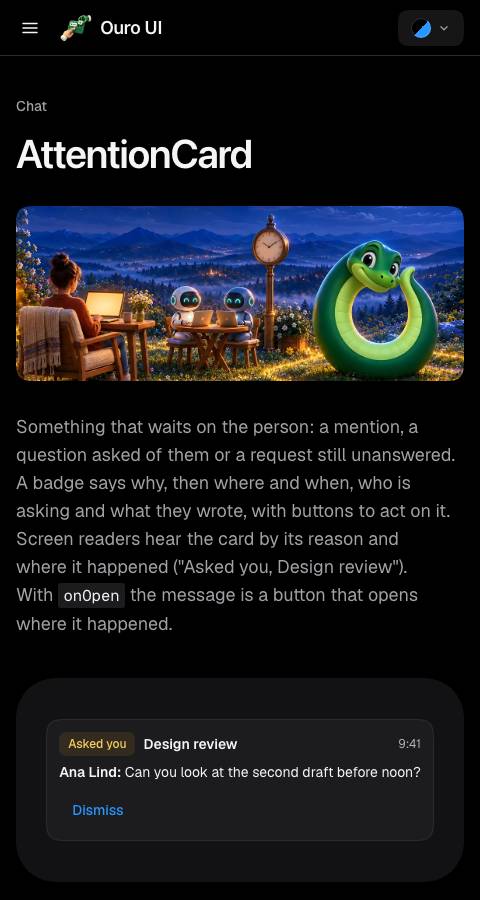 Ouro UI
Chat
AttentionCard
Something that waits on the person: a mention, a
question asked of them or a request still unanswered.
A badge says why, then where and when, who is
asking and what they wrote, with buttons to act on it.
Screen readers hear the card by its reason and
where it happened ("Asked you, Design review").
With onOpen the message is a button that opens
where it happened.
Asked you Design review 9:41
Ana Lind: Can you look at the second draft before noon?
Dismiss